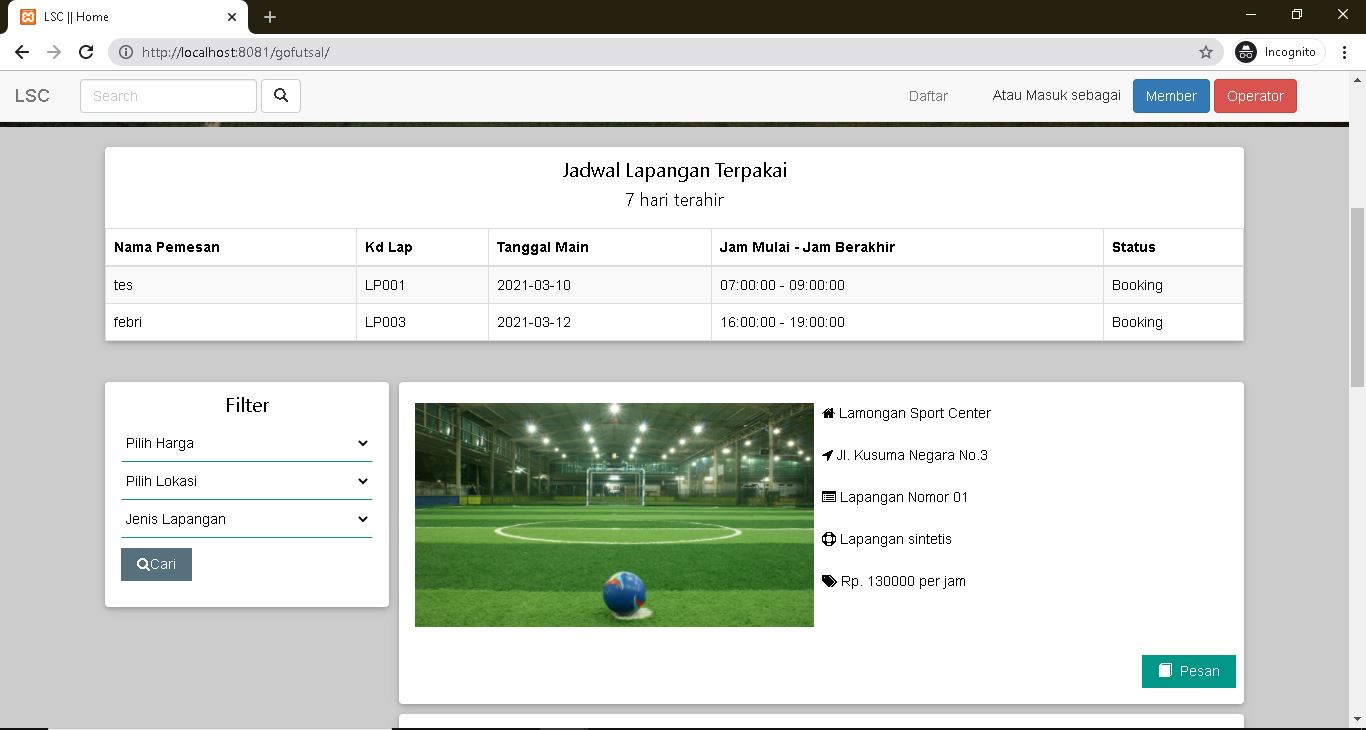 LSC || Home
http://localhost:8081/gofutsal/
Incognito
LSC
Search
Daftar
Atau Masuk sebagai
Member
Operator
Jadwal Lapangan Terpakai
7 hari terahir
Nama Pemesan Kd Lap Tanggal Main Jam Mulai - Jam Berakhir Status
tes LP001 2021-03-10 07:00:00 - 09:00:00 Booking
febri LP003 2021-03-12 16:00:00 - 19:00:00 Booking
Filter
Pilih Harga
Pilih Lokasi
Jenis Lapangan
Cari
Lamongan Sport Center
Jl. Kusuma Negara No.3
Lapangan Nomor 01
Lapangan sintetis
Rp. 130000 per jam
Pesan